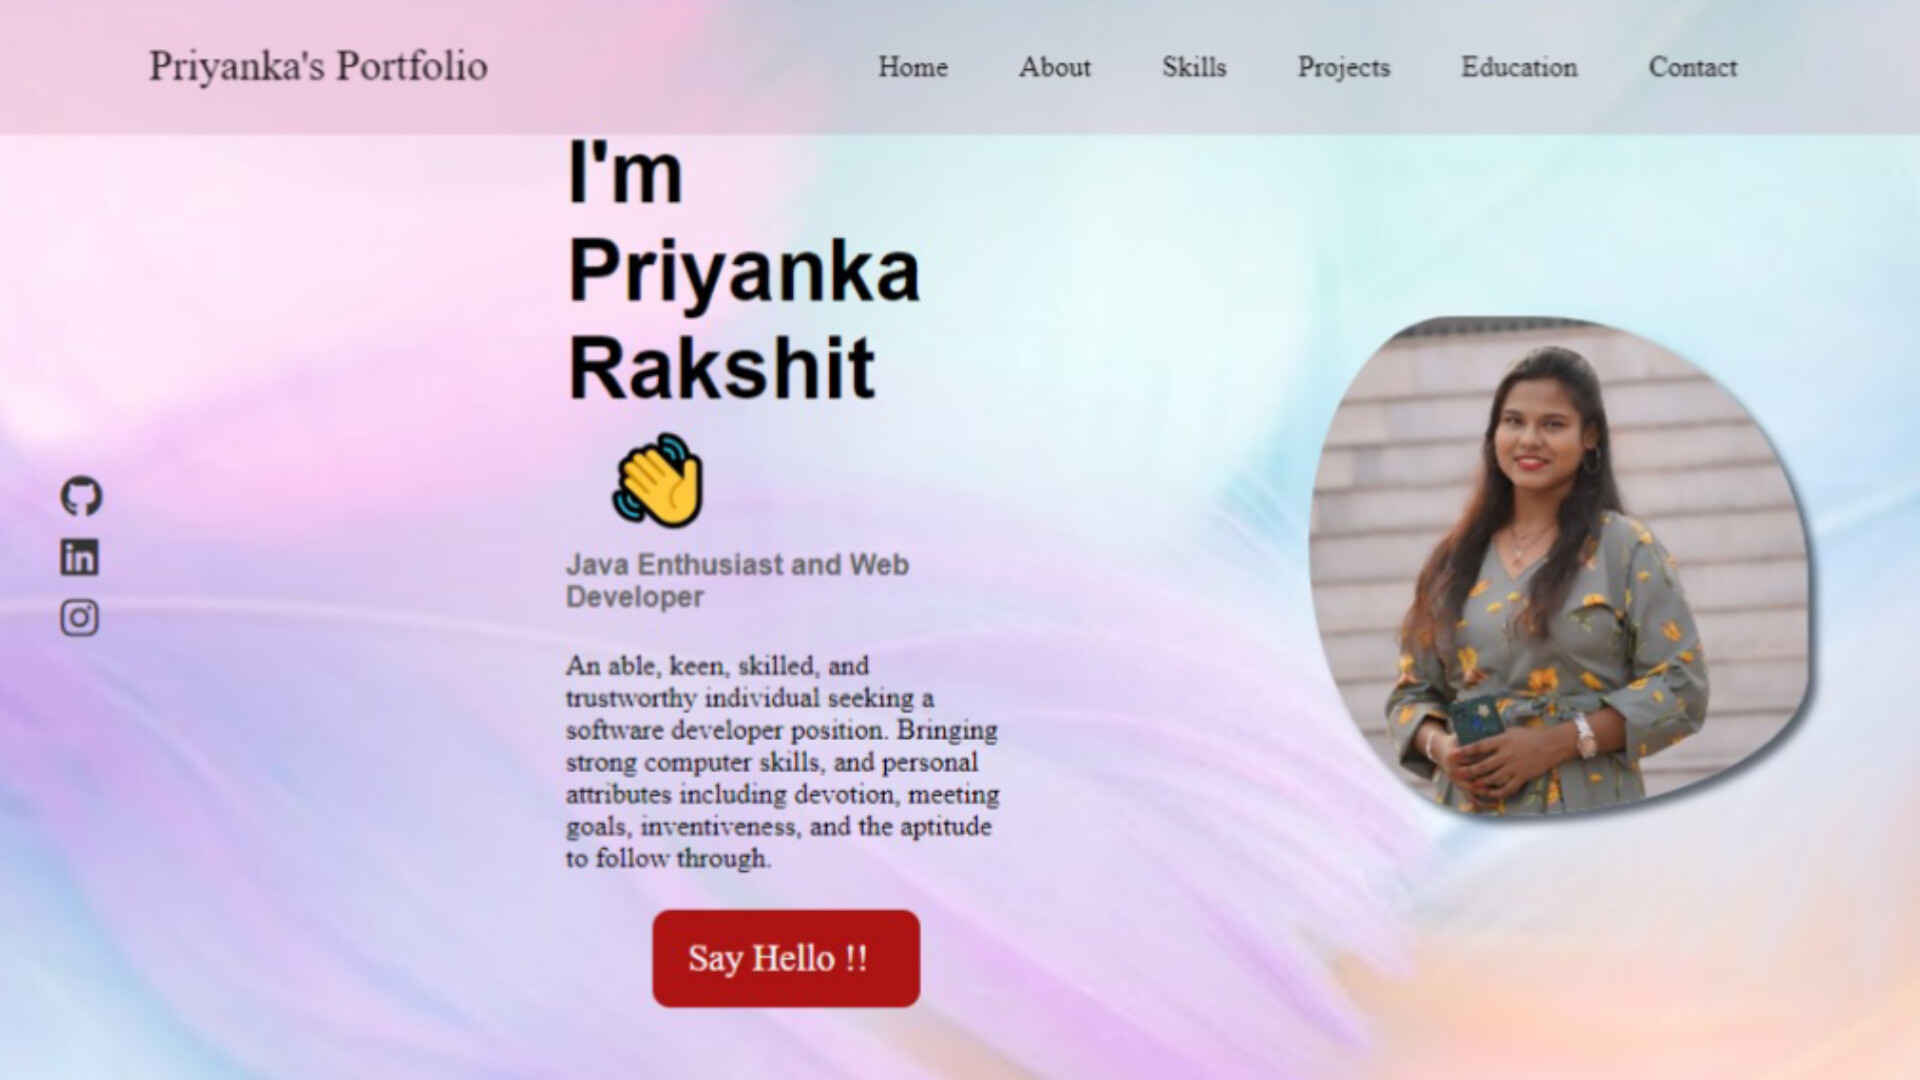 Priyanka's Portfolio
Home About Skills Projects Education Contact
I'm
Priyanka
Rakshit
Java Enthusiast and Web
Developer
An able, keen, skilled, and
trustworthy individual seeking a
software developer position. Bringing
strong computer skills, and personal
attributes including devotion, meeting
goals, inventiveness, and the aptitude
to follow through.
Say Hello !!